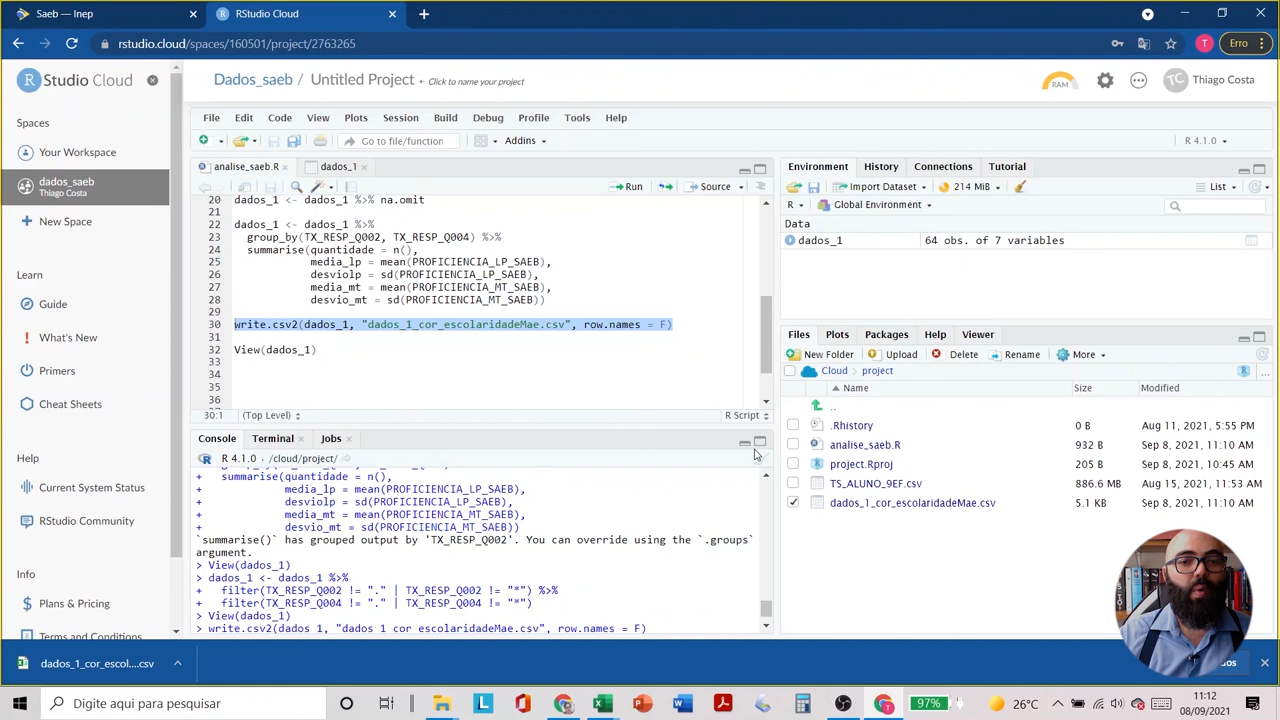 Saeb — Inep
RStudio Cloud
rstudio.cloud/spaces/160501/project/2763265
T
Erro
R Studio Cloud
Dados_saeb / Untitled Project ← Click to name your project
RAM
TC Thiago Costa
Spaces
Your Workspace
dados_saeb
Thiago Costa
New Space
Learn
Guide
What's New
Primers
Cheat Sheets
Help
Current System Status
RStudio Community
Info
Plans & Pricing
Terms and Conditions
File Edit Code View Plots Session Build Debug Profile Tools Help
Go to file/function Addins
R 4.1.0
analise_saeb.R dados_1
Run Source
20 dados_1 <- dados_1 %>% na.omit
21
22 dados_1 <- dados_1 %>%
23 group_by(TX_RESP_Q002, TX_RESP_Q004) %>%
24 summarise(quantidade = n(),
25 media_lp = mean(PROFICIENCIA_LP_SAEB),
26 desviolp = sd(PROFICIENCIA_LP_SAEB),
27 media_mt = mean(PROFICIENCIA_MT_SAEB),
28 desvio_mt = sd(PROFICIENCIA_MT_SAEB))
29
30 write.csv2(dados_1, "dados_1_cor_escolaridadeMae.csv", row.names = F)
31
32 View(dados_1)
33
34
35
36
30:1 (Top Level) R Script
Console Terminal Jobs
R 4.1.0 · /cloud/project/
+ summarise(quantidade = n(),
+ media_lp = mean(PROFICIENCIA_LP_SAEB),
+ desviolp = sd(PROFICIENCIA_LP_SAEB),
+ media_mt = mean(PROFICIENCIA_MT_SAEB),
+ desvio_mt = sd(PROFICIENCIA_MT_SAEB))
`summarise()` has grouped output by 'TX_RESP_Q002'. You can override using the `.groups`
argument.
> View(dados_1)
> dados_1 <- dados_1 %>%
+ filter(TX_RESP_Q002 != "." | TX_RESP_Q002 != "*") %>%
+ filter(TX_RESP_Q004 != "." | TX_RESP_Q004 != "*")
> View(dados_1)
> write.csv2(dados_1, "dados_1_cor_escolaridadeMae.csv", row.names = F)
Environment History Connections Tutorial
Import Dataset 214 MiB List
R Global Environment
Data
dados_1 64 obs. of 7 variables
Files Plots Packages Help Viewer
New Folder Upload Delete Rename More
Cloud project
Name Size Modified
..
.Rhistory 0 B Aug 11, 2021, 5:55 PM
analise_saeb.R 932 B Sep 8, 2021, 11:10 AM
project.Rproj 205 B Sep 8, 2021, 10:45 AM
TS_ALUNO_9EF.csv 886.6 MB Aug 15, 2021, 11:53 AM
dados_1_cor_escolaridadeMae.csv 5.1 KB Sep 8, 2021, 11:10 AM
dados_1_cor_escol....csv
Digite aqui para pesquisar
97%
26°C
11:12
08/09/2021